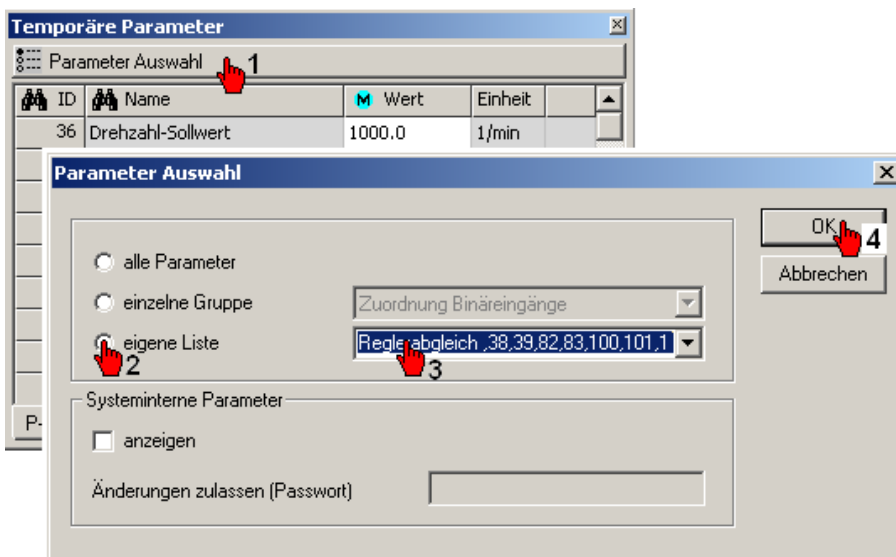 Temporäre Parameter
Parameter Auswahl 1
ID Name M Wert Einheit
36 Drehzahl-Sollwert 1000.0 1/min
Parameter Auswahl
OK 4
Abbrechen
alle Parameter
einzelne Gruppe Zuordnung Binäreingänge
eigene Liste Reglerabgleich ,38,39,82,83,100,101,1
2 3
Systeminterne Parameter
P-
anzeigen
Änderungen zulassen (Passwort)